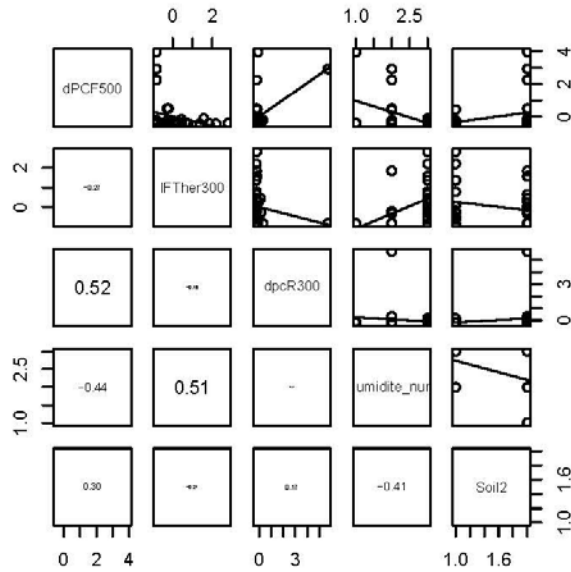 0 2 1.0 2.5
dPCF500 0 1 2 3 4
0 2 IFTher300
0.52 dpcR300 0 3
1.0 2.5 -0.44 0.51 - umidite_nur
0.30 -0.41 Soil2 1.0 1.6
0 2 4 0 3 1.0 1.6